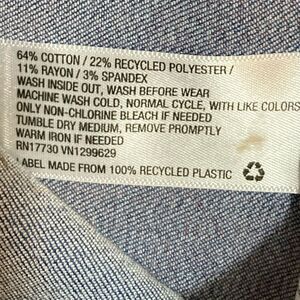 64% COTTON / 22% RECYCLED POLYESTER /
11% RAYON / 3% SPANDEX
WASH INSIDE OUT, WASH BEFORE WEAR
MACHINE WASH COLD, NORMAL CYCLE, WITH LIKE COLORS
ONLY NON-CHLORINE BLEACH IF NEEDED
TUMBLE DRY MEDIUM, REMOVE PROMPTLY
WARM IRON IF NEEDED
RN17730 VN1299629
LABEL MADE FROM 100% RECYCLED PLASTIC